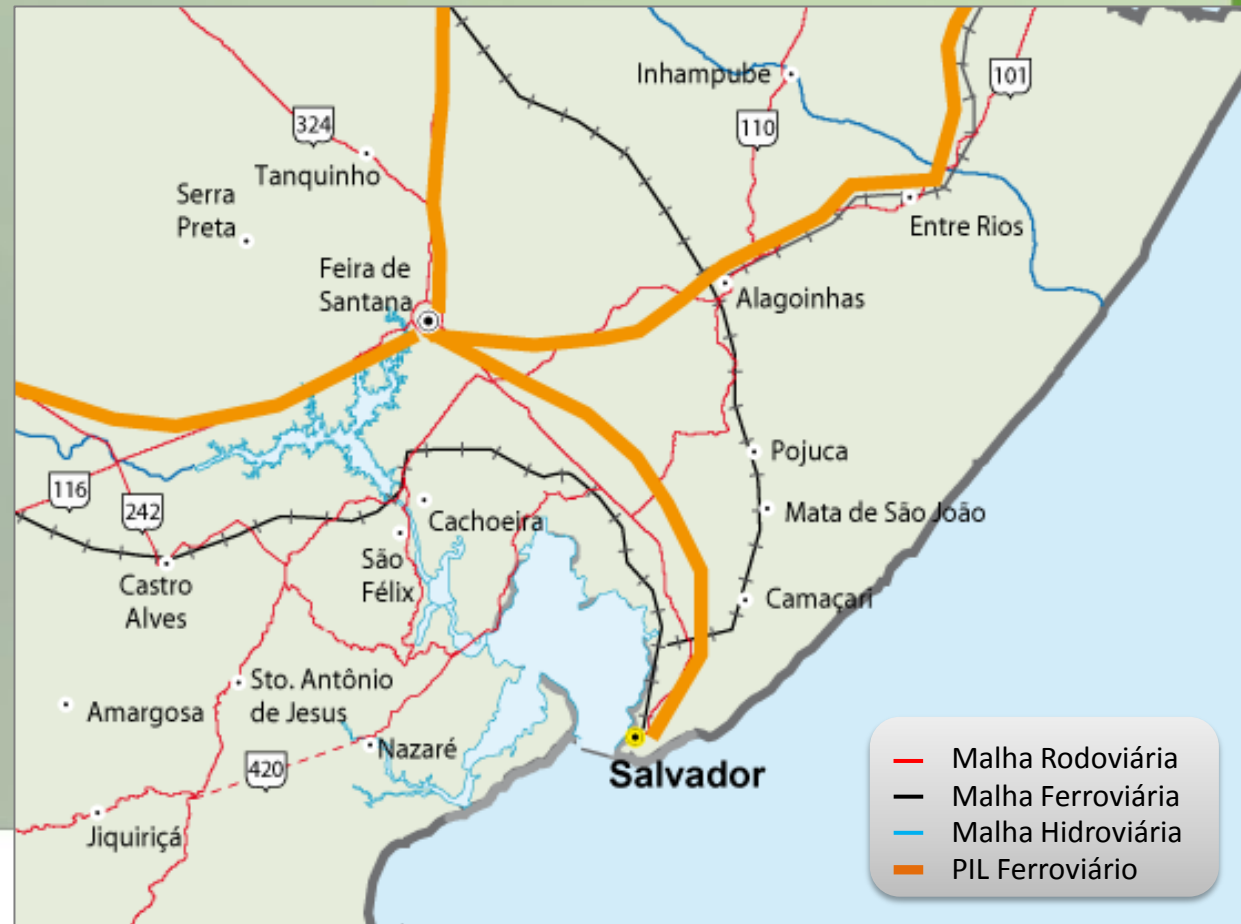 Inhampube
101
110
324
Tanquinho
Serra
Preta
Entre Rios
Feira de
Santana
Alagoinhas
Pojuca
116
242
Cachoeira
Mata de São João
São
Félix
Castro
Alves
Camaçari
Sto. Antônio
de Jesus
Amargosa
Nazaré
420
Salvador
Jiquiriçá
Malha Rodoviária
Malha Ferroviária
Malha Hidroviária
PIL Ferroviário